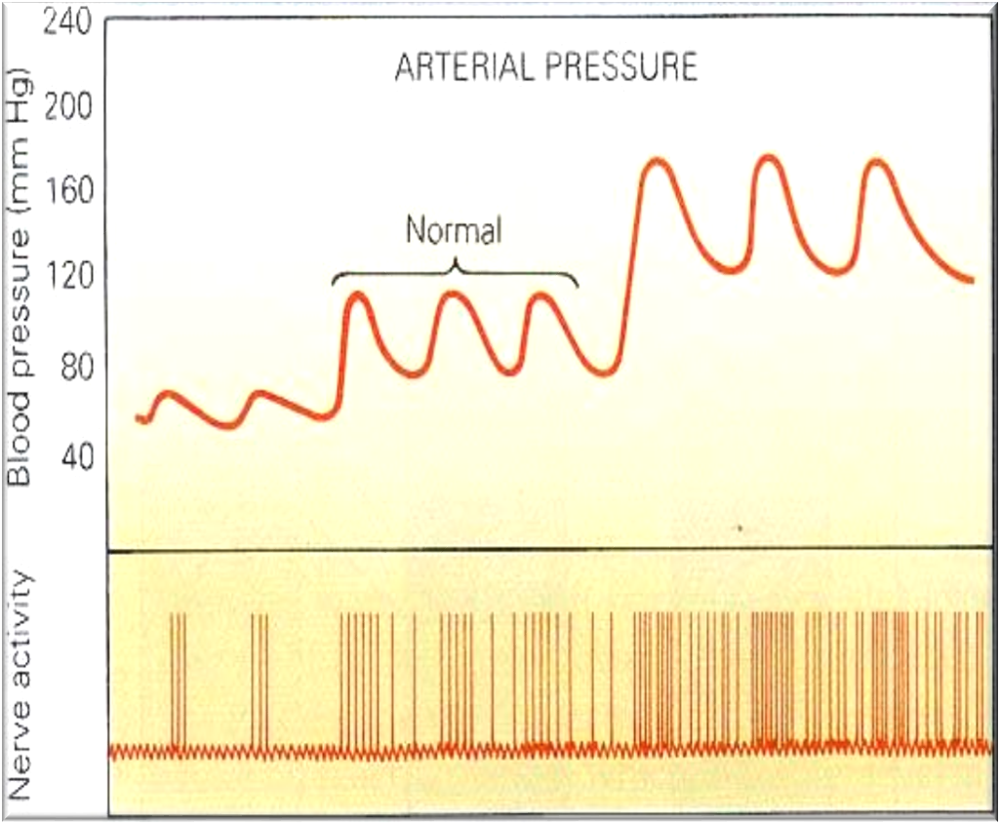 240
ARTERIAL PRESSURE
200
160
Normal
120
80
40
Blood pressure (mm Hg)
Nerve activity